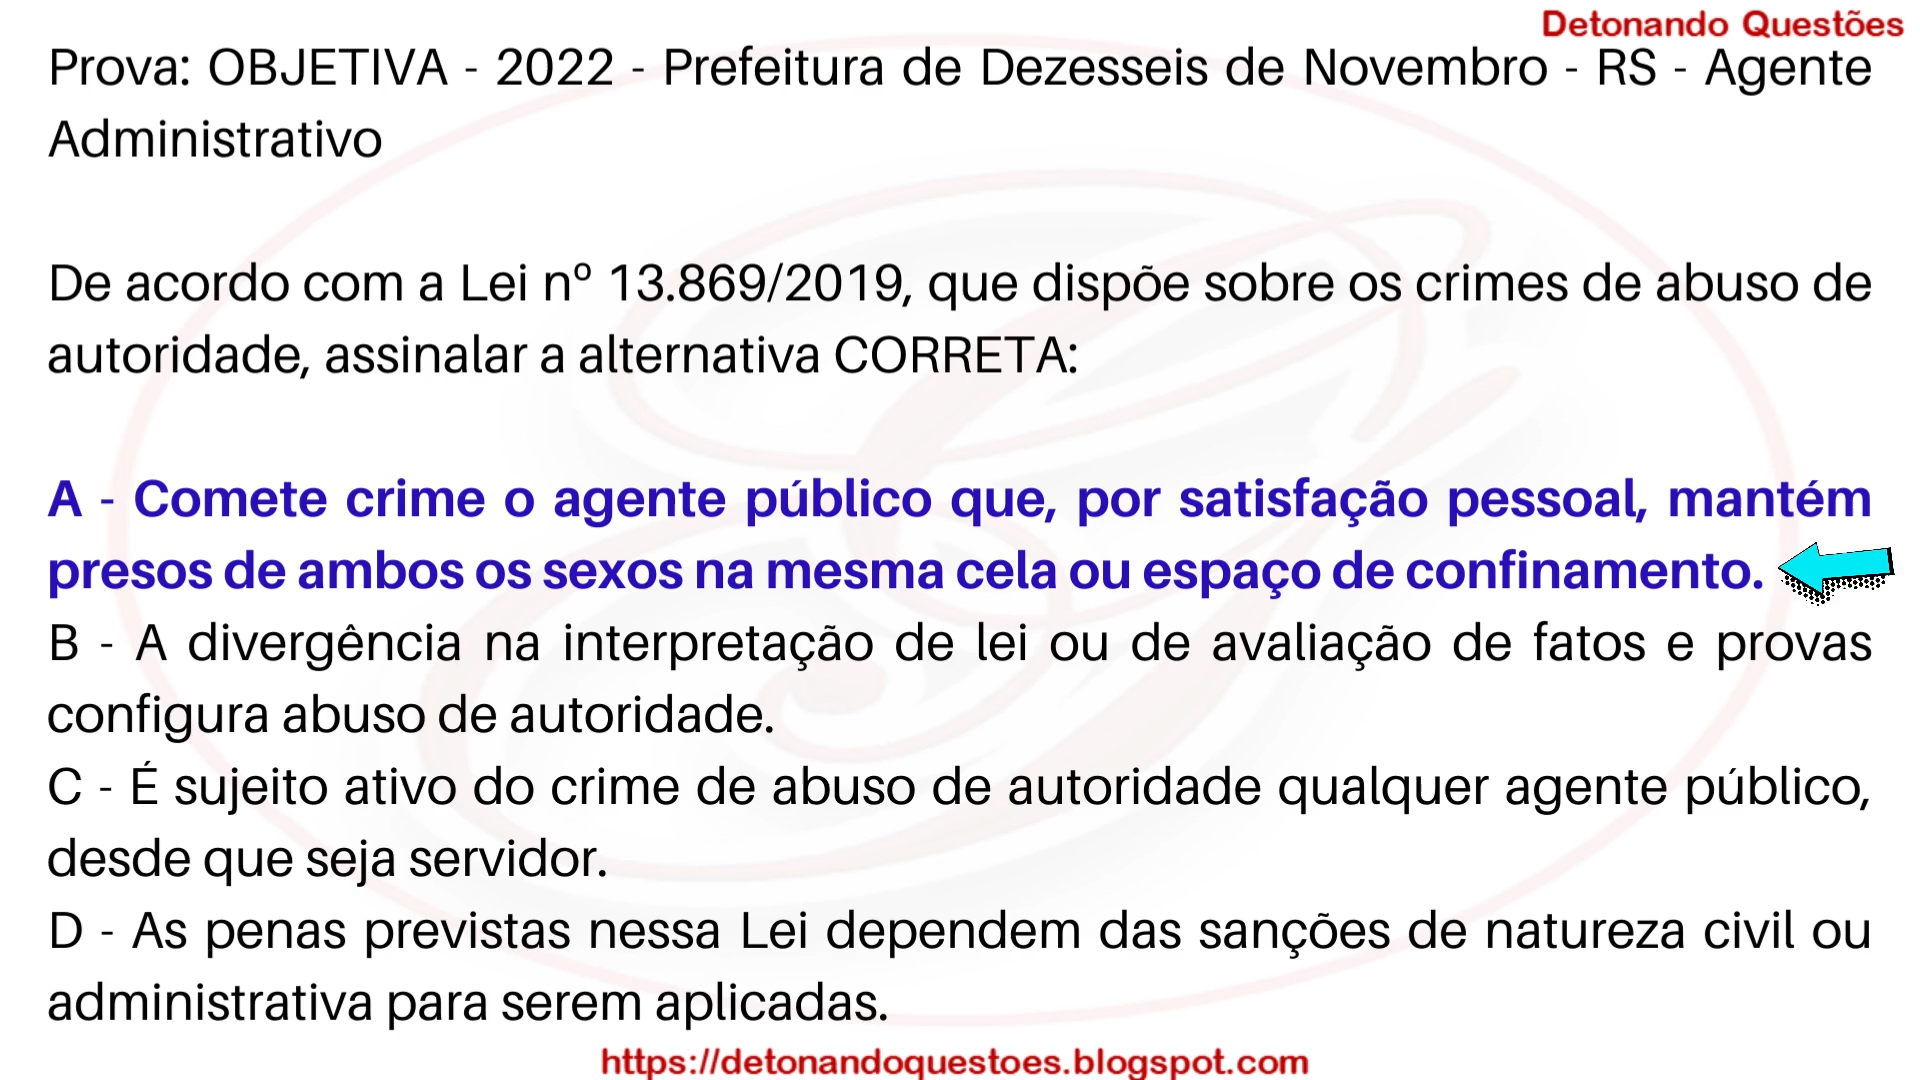 Detonando Questões
Prova: OBJETIVA - 2022 - Prefeitura de Dezesseis de Novembro - RS - Agente
Administrativo
De acordo com a Lei nº 13.869/2019, que dispõe sobre os crimes de abuso de
autoridade, assinalar a alternativa CORRETA:
A - Comete crime o agente público que, por satisfação pessoal, mantém
presos de ambos os sexos na mesma cela ou espaço de confinamento.
B - A divergência na interpretação de lei ou de avaliação de fatos e provas
configura abuso de autoridade.
C - É sujeito ativo do crime de abuso de autoridade qualquer agente público,
desde que seja servidor.
D - As penas previstas nessa Lei dependem das sanções de natureza civil ou
administrativa para serem aplicadas.
https://detonandoquestoes.blogspot.com